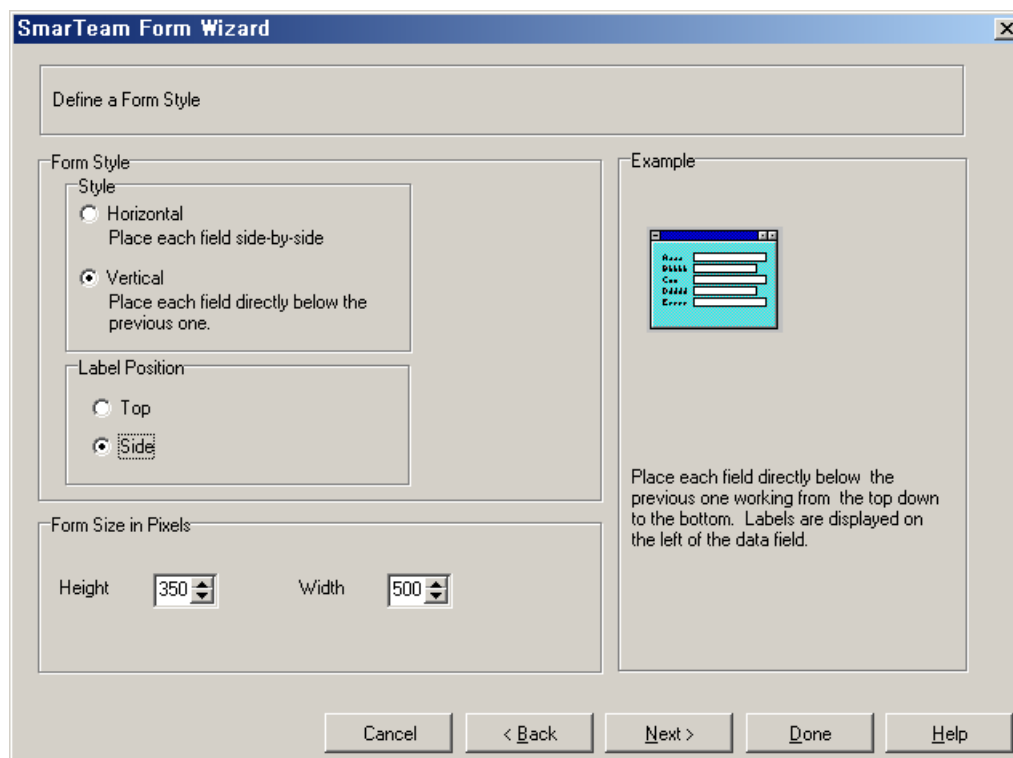 SmarTeam Form Wizard
Define a Form Style
Form Style
Style
Horizontal
Place each field side-by-side
Vertical
Place each field directly below the
previous one.
Label Position
Top
Side
Form Size in Pixels
Height 350 Width 500
Example
Place each field directly below the
previous one working from the top down
to the bottom. Labels are displayed on
the left of the data field.
Cancel < Back Next > Done Help